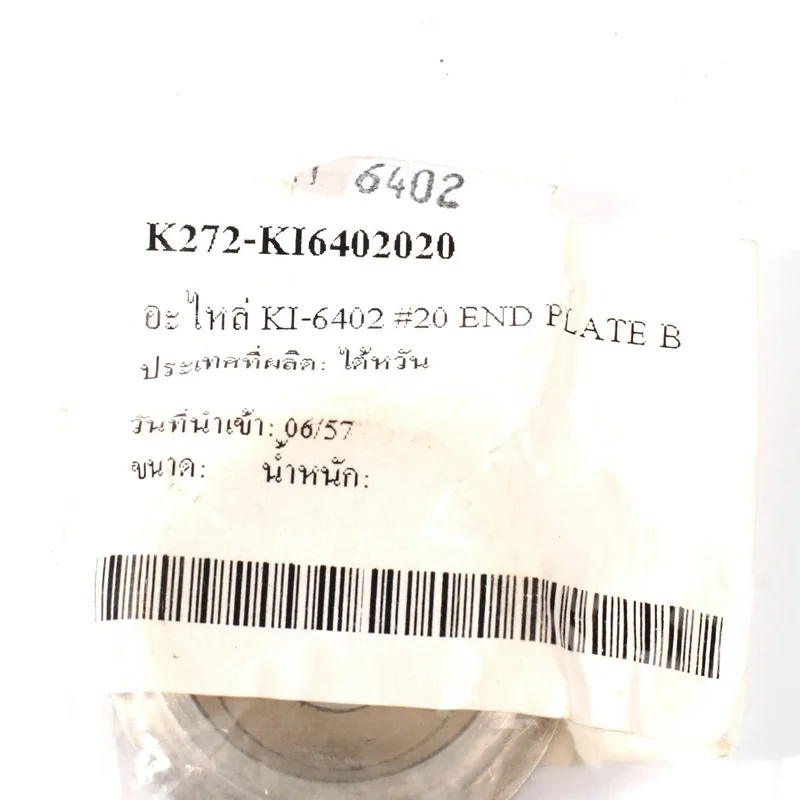 6402
K272-KI6402020
อะไหล่ KI-6402 #20 END PLATE B
ประเทศที่ผลิต: ไต้หวัน
วันที่นำเข้า: 06/57
ขนาด: น้ำหนัก: